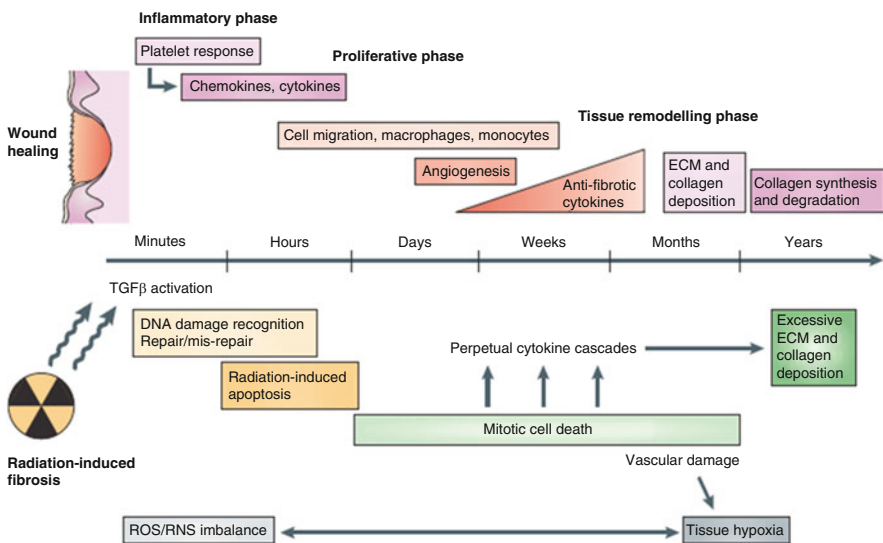 Inflammatory phase
Platelet response
Proliferative phase
Chemokines, cytokines
Wound
healing
Cell migration, macrophages, monocytes
Tissue remodelling phase
Angiogenesis
Anti-fibrotic
cytokines
ECM and
collagen
deposition
Collagen synthesis
and degradation
Minutes
Hours
Days
Weeks
Months
Years
TGFβ activation
DNA damage recognition
Repair/mis-repair
Radiation-induced
apoptosis
Perpetual cytokine cascades
Excessive
ECM and
collagen
deposition
Mitotic cell death
Radiation-induced
fibrosis
Vascular damage
ROS/RNS imbalance
Tissue hypoxia